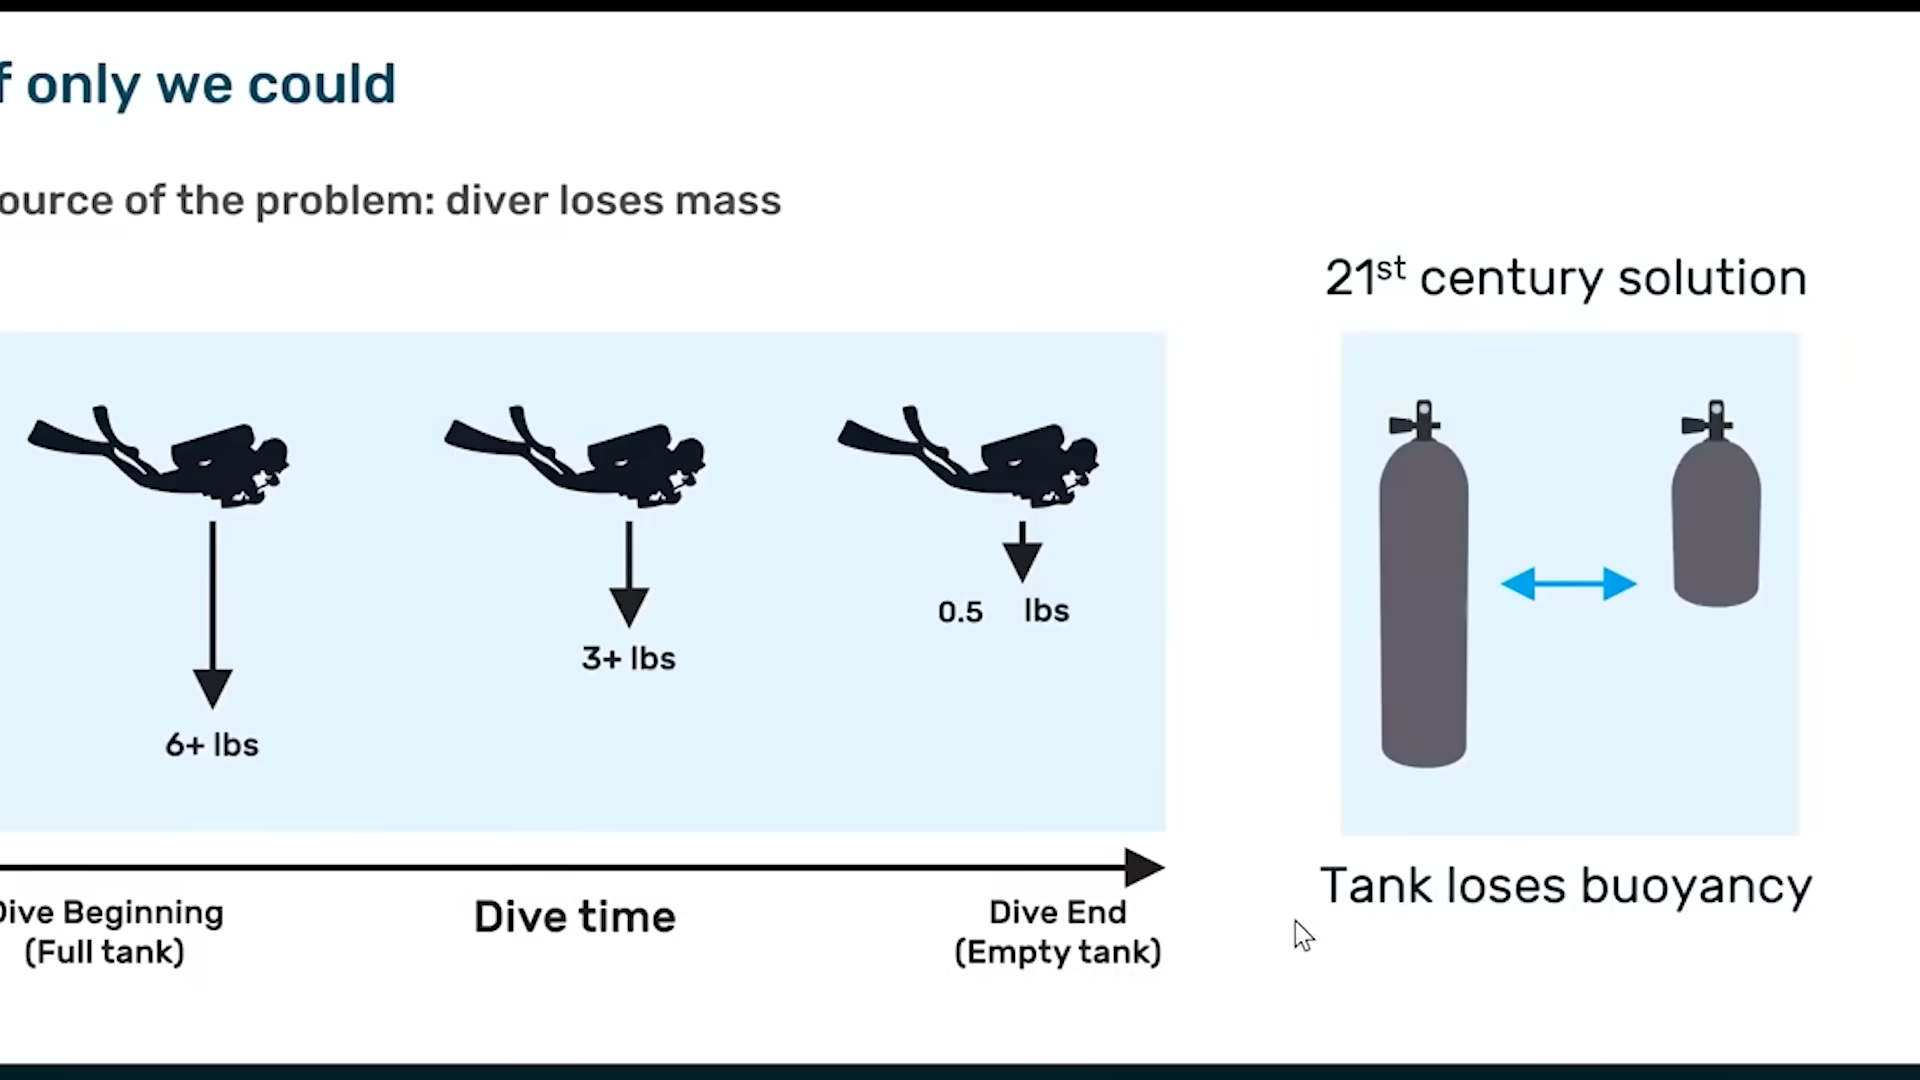 f only we could
ource of the problem: diver loses mass
21st century solution
6+ lbs
3+ lbs
0.5 lbs
Dive Beginning
(Full tank)
Dive time
Dive End
(Empty tank)
Tank loses buoyancy